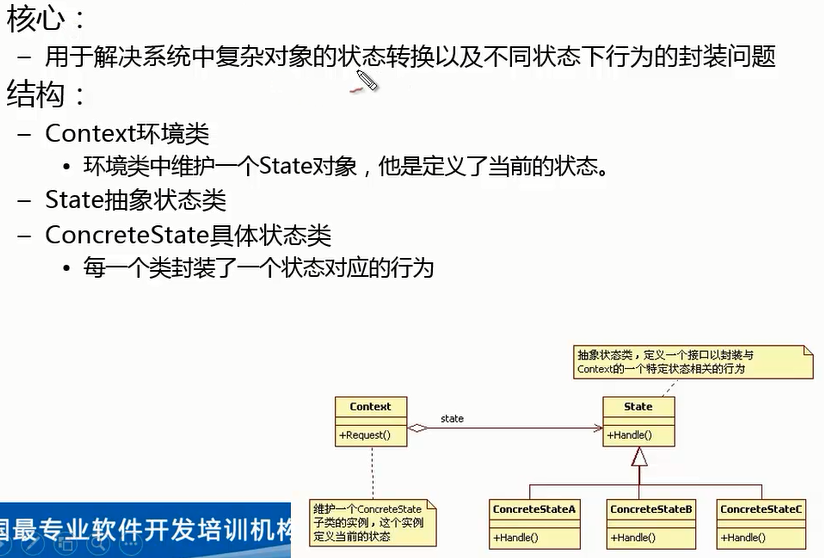 核心：
– 用于解决系统中复杂对象的状态转换以及不同状态下行为的封装问题
结构：
– Context环境类
• 环境类中维护一个State对象，他是定义了当前的状态。
– State抽象状态类
– ConcreteState具体状态类
• 每一个类封装了一个状态对应的行为
抽象状态类，定义一个接口以封装与
Context的一个特定状态相关的行为
Context
+Request()
state
State
+Handle()
维护一个ConcreteState
子类的实例，这个实例
定义当前的状态
ConcreteStateA
+Handle()
ConcreteStateB
+Handle()
ConcreteStateC
+Handle()
国最专业软件开发培训机构